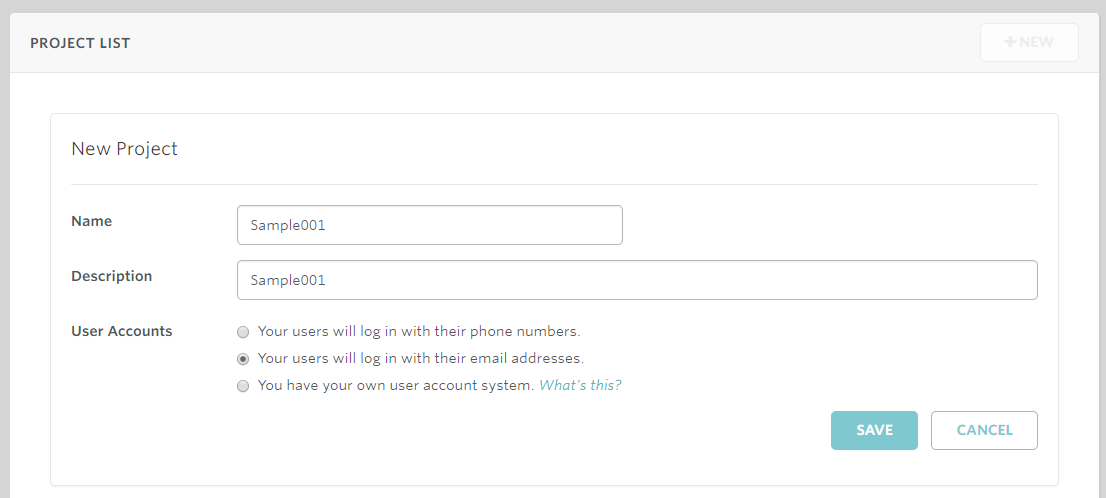 PROJECT LIST
+ NEW
New Project
Name
Sample001
Description
Sample001
User Accounts
Your users will log in with their phone numbers.
Your users will log in with their email addresses.
You have your own user account system. What's this?
SAVE
CANCEL